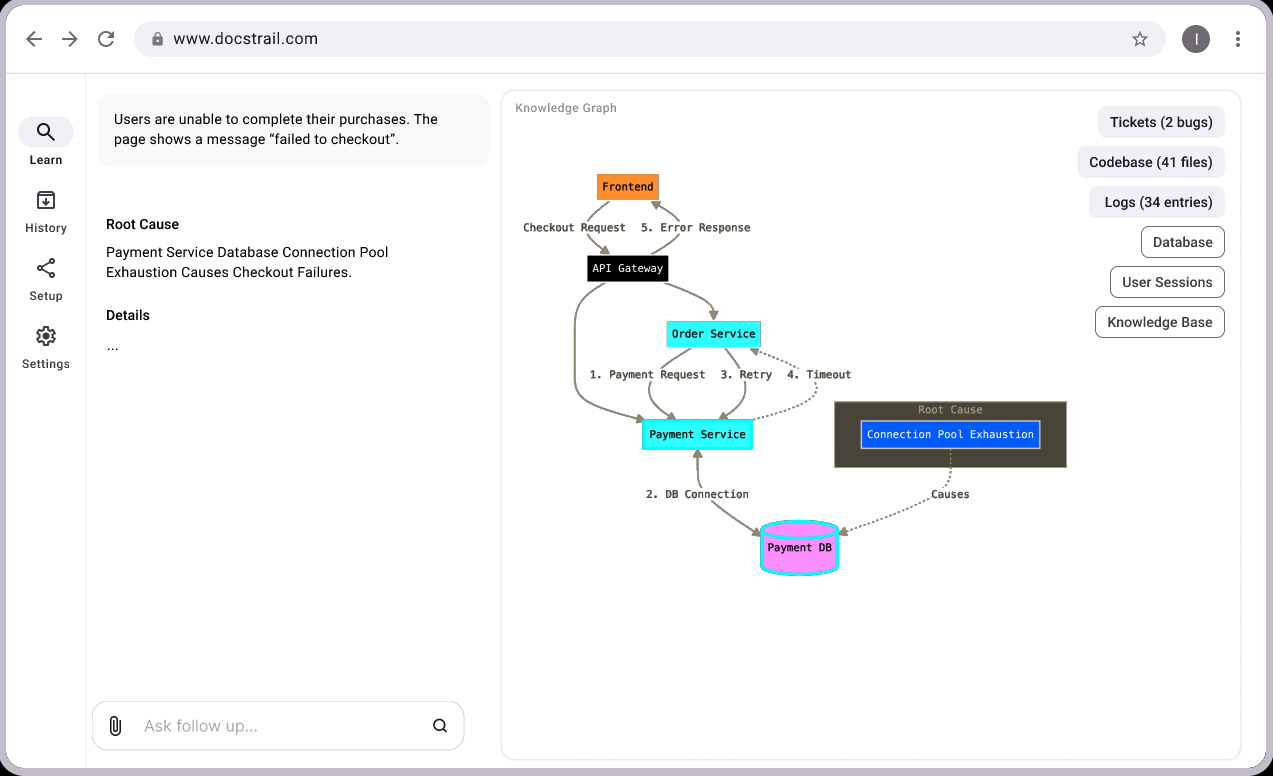 www.docstrail.com
I
Learn
History
Setup
Settings
Users are unable to complete their purchases. The
page shows a message “failed to checkout”.
Root Cause
Payment Service Database Connection Pool
Exhaustion Causes Checkout Failures.
Details
...
Ask follow up...
Knowledge Graph
Tickets (2 bugs)
Codebase (41 files)
Logs (34 entries)
Database
User Sessions
Knowledge Base
Frontend
Checkout Request
5. Error Response
API Gateway
Order Service
1. Payment Request
3. Retry
4. Timeout
Payment Service
Root Cause
Connection Pool Exhaustion
2. DB Connection
Causes
Payment DB